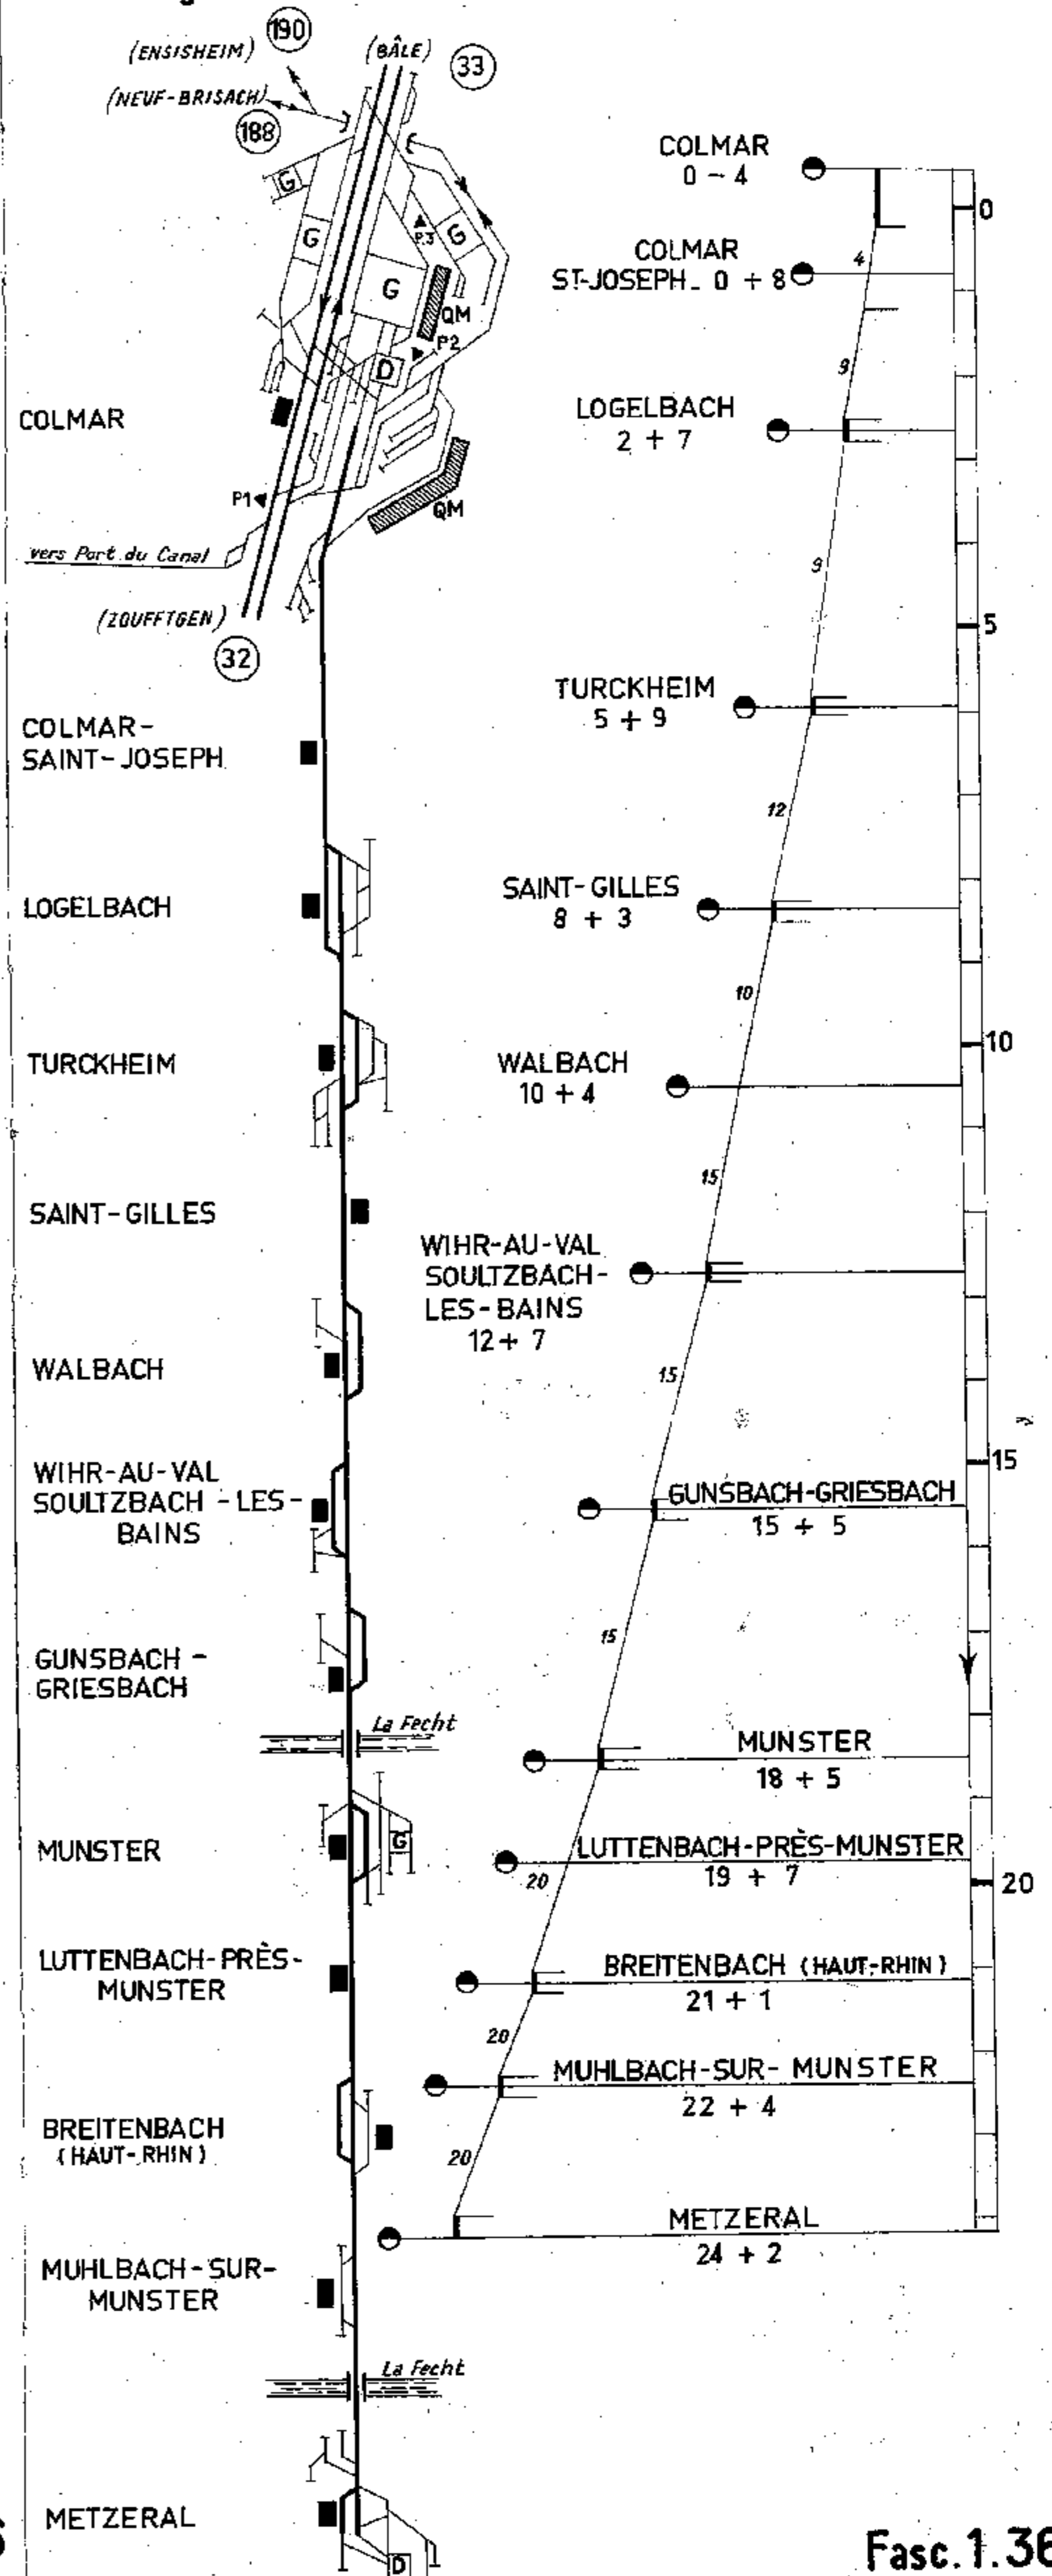 190
(ENSISHEIM)
(BÂLE)
33
(NEUF-BRISACH)
188
G
G
P.3
G
G
QM
P2
D
COLMAR
P1
QM
vers Port du Canal
(ZOUFFTGEN)
32
COLMAR-
SAINT-JOSEPH
LOGELBACH
TURCKHEIM
SAINT-GILLES
WALBACH
WIHR-AU-VAL
SOULTZBACH-LES-
BAINS
GUNSBACH-
GRIESBACH
La Fecht
MUNSTER
G
LUTTENBACH-PRÈS-
MUNSTER
BREITENBACH
(HAUT-RHIN)
MUHLBACH-SUR-
MUNSTER
La Fecht
METZERAL
D
COLMAR
0 - 4
0
4
COLMAR
ST-JOSEPH_ 0 + 8
9
LOGELBACH
2 + 7
9
5
TURCKHEIM
5 + 9
12
SAINT-GILLES
8 + 3
10
10
WALBACH
10 + 4
15
WIHR-AU-VAL
SOULTZBACH-
LES-BAINS
12 + 7
15
15
GUNSBACH-GRIESBACH
15 + 5
15
MUNSTER
18 + 5
LUTTENBACH-PRÈS-MUNSTER
19 + 7
20
20
BREITENBACH (HAUT-RHIN)
21 + 1
20
MUHLBACH-SUR-MUNSTER
22 + 4
20
METZERAL
24 + 2
Fasc.1.36